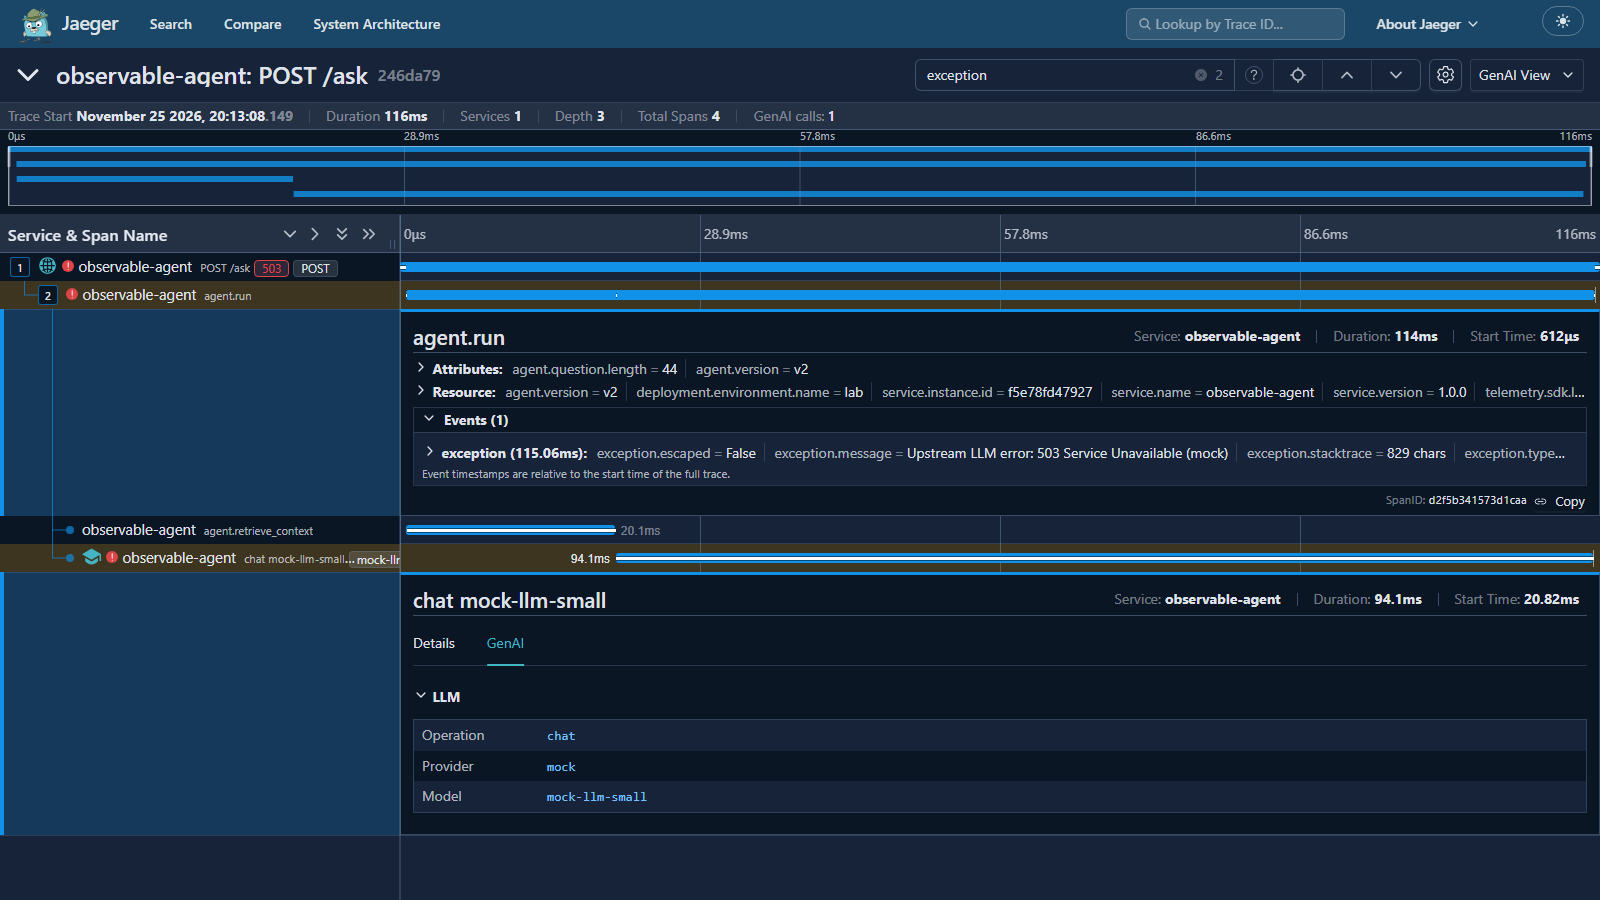 Jaeger Search Compare System Architecture Lookup by Trace ID... About Jaeger
observable-agent: POST /ask 246da79 exception 2 ? GenAI View
Trace Start November 25 2026, 20:13:08.149 Duration 116ms Services 1 Depth 3 Total Spans 4 GenAI calls: 1
0µs 28.9ms 57.8ms 86.6ms 116ms
Service & Span Name 0µs 28.9ms 57.8ms 86.6ms 116ms
1 observable-agent POST /ask 503 POST
2 observable-agent agent.run
agent.run Service: observable-agent Duration: 114ms Start Time: 612µs
Attributes: agent.question.length = 44 agent.version = v2
Resource: agent.version = v2 deployment.environment.name = lab service.instance.id = f5e78fd47927 service.name = observable-agent service.version = 1.0.0 telemetry.sdk.l...
Events (1)
exception (115.06ms): exception.escaped = False exception.message = Upstream LLM error: 503 Service Unavailable (mock) exception.stacktrace = 829 chars exception.type...
Event timestamps are relative to the start time of the full trace.
SpanID: d2f5b341573d1caa Copy
observable-agent agent.retrieve_context 20.1ms
observable-agent chat mock-llm-small... mock-llm 94.1ms
chat mock-llm-small Service: observable-agent Duration: 94.1ms Start Time: 20.82ms
Details GenAI
LLM
Operation chat
Provider mock
Model mock-llm-small